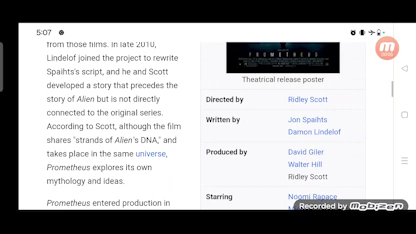 5:07
from those films. In late 2010,
Lindelof joined the project to rewrite
Spaihts's script, and he and Scott
developed a story that precedes the
story of Alien but is not directly
connected to the original series.
According to Scott, although the film
shares "strands of Alien's DNA," and
takes place in the same universe,
Prometheus explores its own
mythology and ideas.
Prometheus entered production in
PROMETHEUS
Theatrical release poster
Directed by Ridley Scott
Written by Jon Spaihts
Damon Lindelof
Produced by David Giler
Walter Hill
Ridley Scott
Starring Noomi Rapace
Recorded by Mobizen